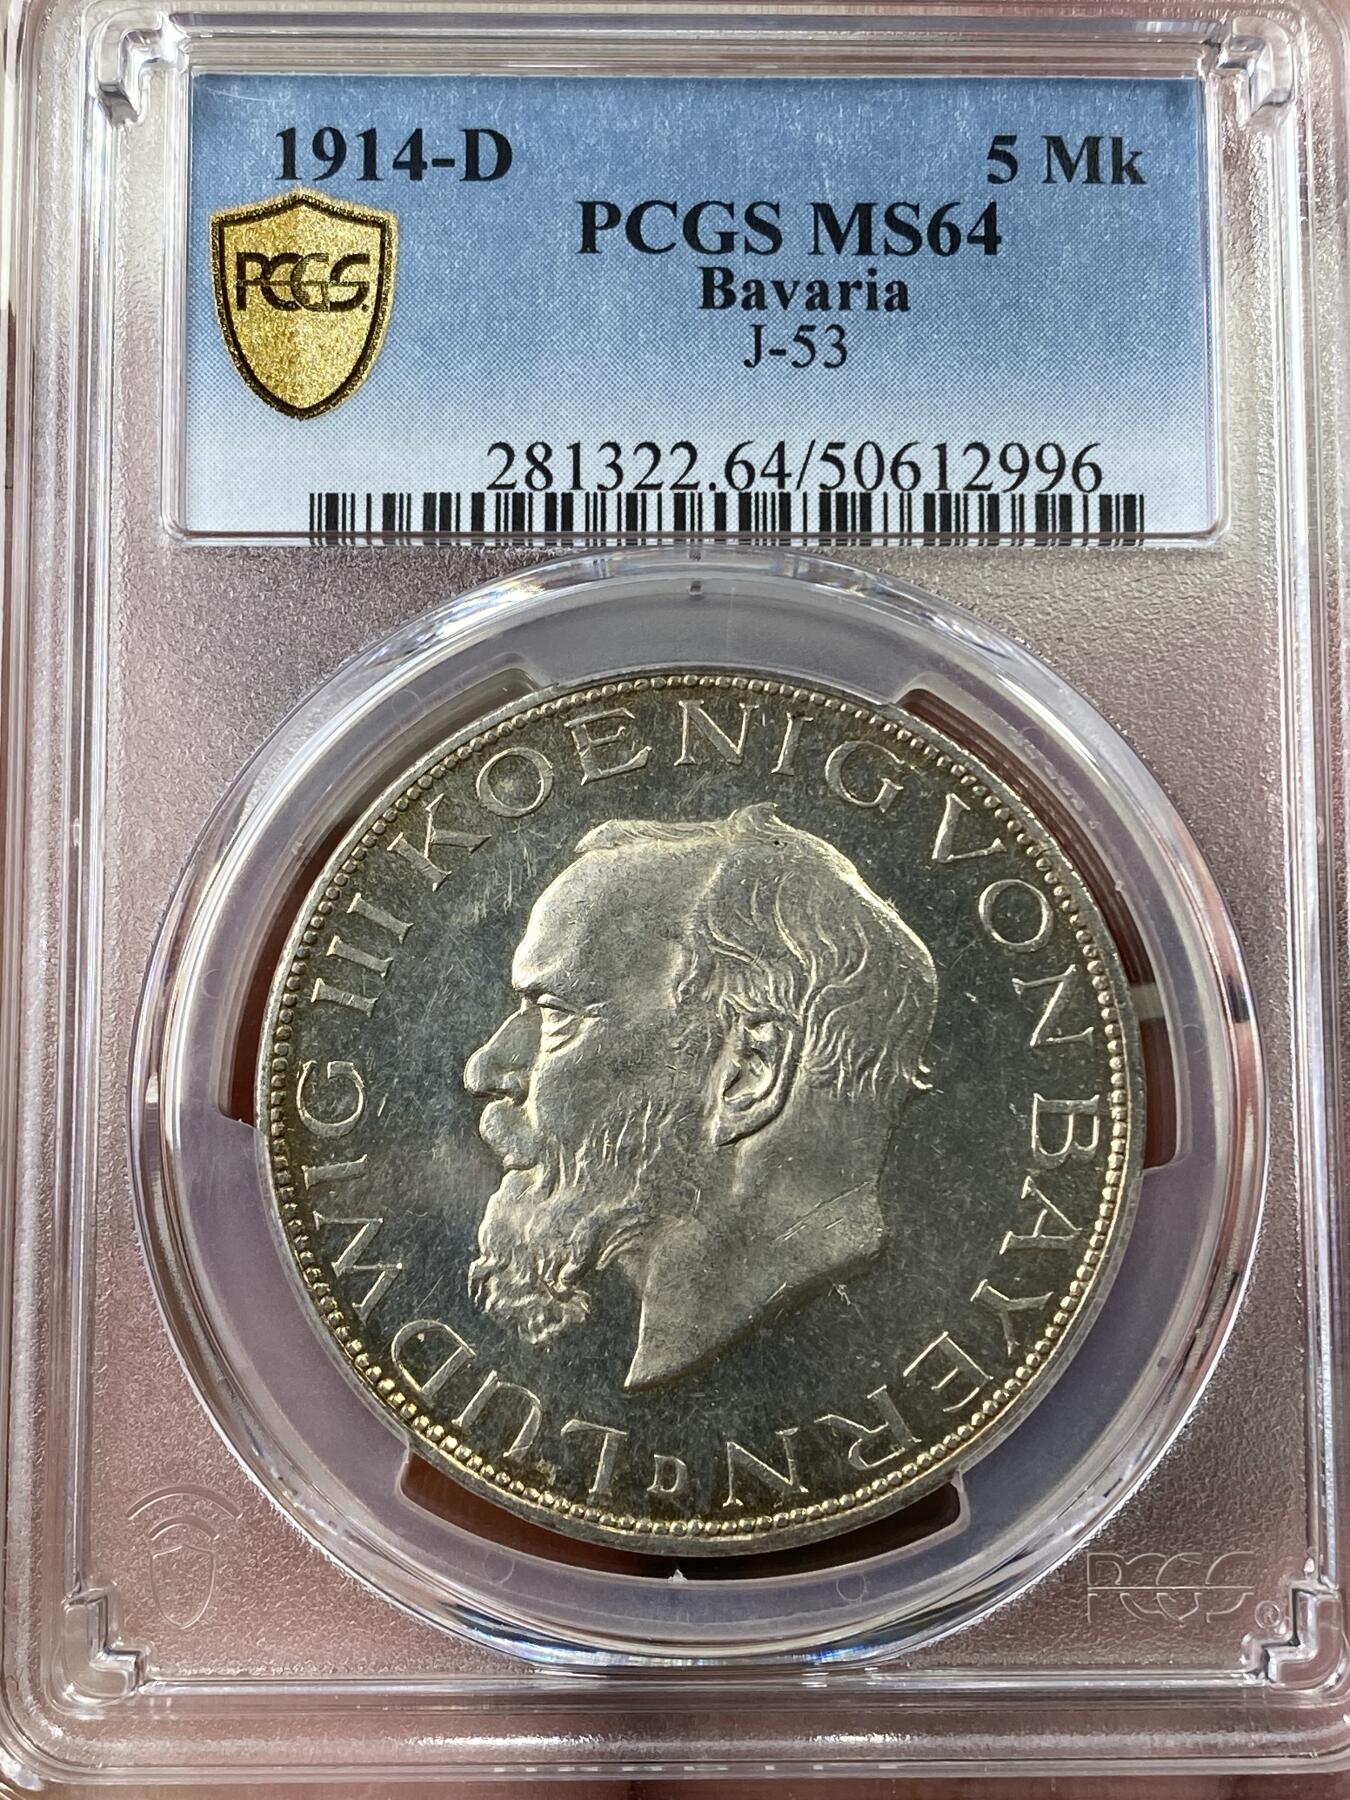 1914-D 5 Mk
PCGS PCGS MS64
Bavaria
J-53
281322.64/50612996
LUDWIG III KOENIG VON BAYERN
D
PCGS